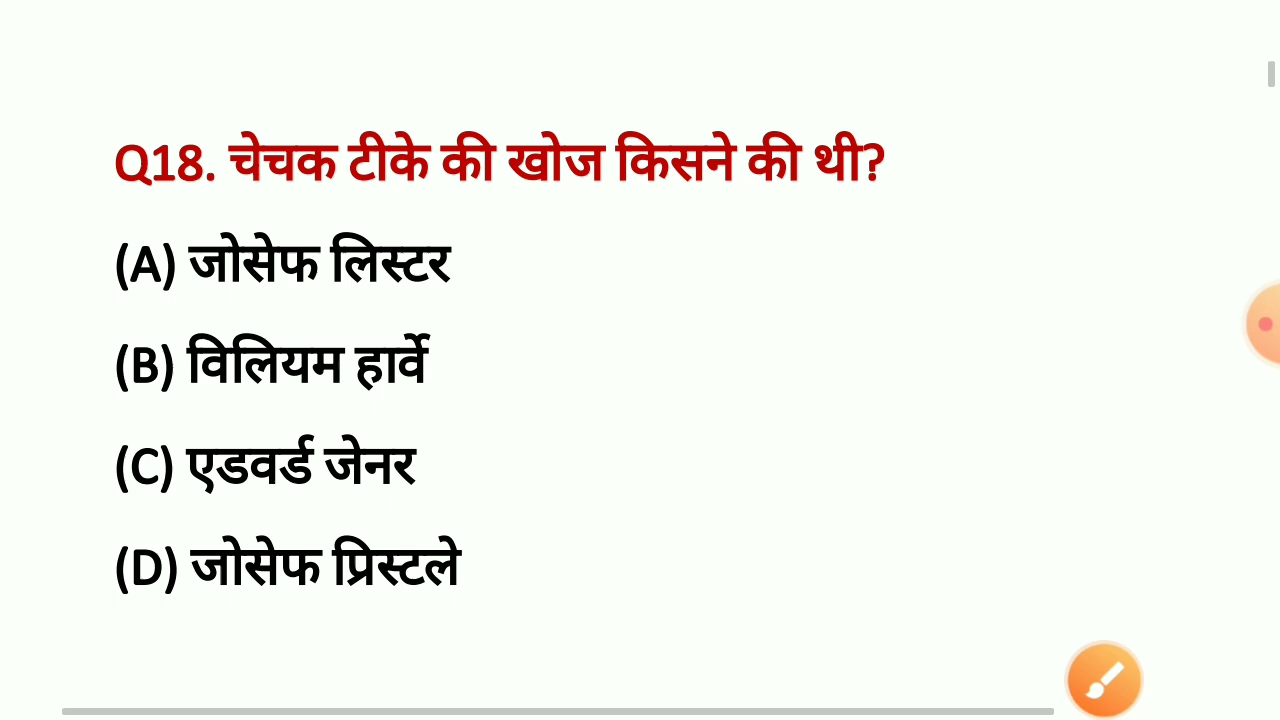 Q18. चेचक टीके की खोज किसने की थी?
(A) जोसेफ लिस्टर
(B) विलियम हार्वे
(C) एडवर्ड जेनर
(D) जोसेफ प्रिस्टले